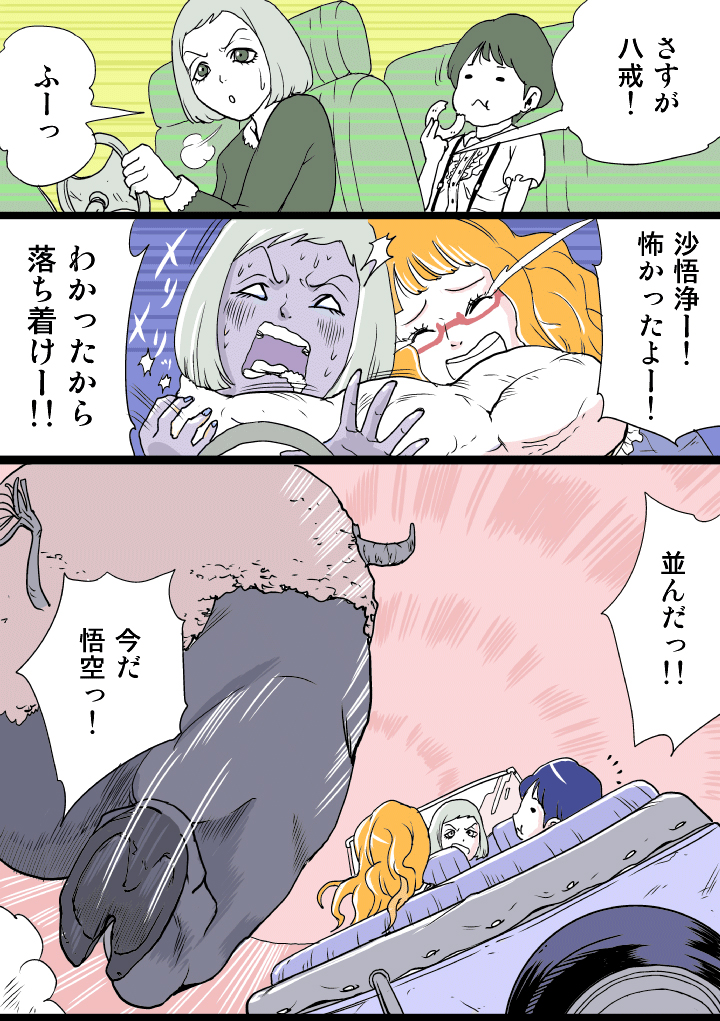 さすが
八戒！
ふーっ
沙悟浄ー！
怖かったよー！
メリ
メリッ
わかったから
落ち着けー！！
並んだっ！！
今だ
悟空っ！